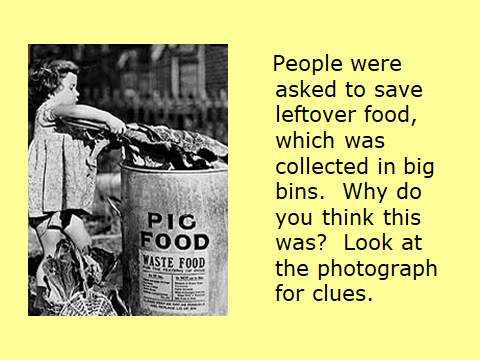 People were
asked to save
leftover food,
which was
collected in big
bins.  Why do
you think this
was?  Look at
the photograph
for clues.
PIG
FOOD
WASTE FOOD